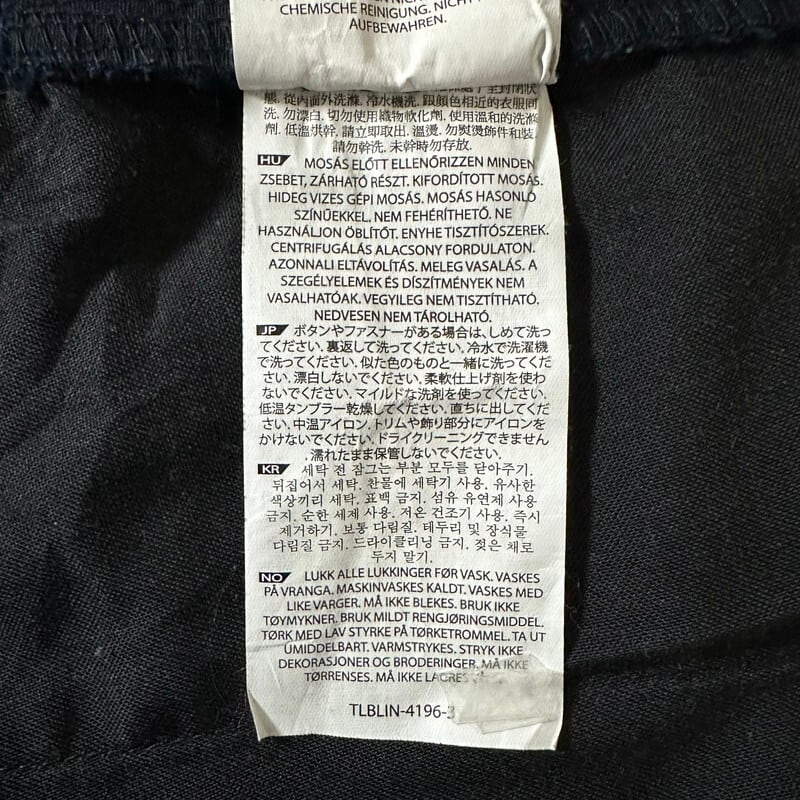 CHEMISCHE REINIGUNG. NICHT
AUFBEWAHREN.
態. 從內面外洗滌. 冷水機洗. 跟顏色相近的衣服同
洗. 勿漂白. 切勿使用織物軟化劑. 使用溫和的洗滌
劑. 低溫烘幹. 請立即取出. 溫燙. 勿熨燙飾件和裝
請勿幹洗. 未幹時勿存放.
HU MOSÁS ELŐTT ELLENŐRIZZEN MINDEN
ZSEBET, ZÁRHATÓ RÉSZT. KIFORDÍTOTT MOSÁS.
HIDEG VIZES GÉPI MOSÁS. MOSÁS HASONLÓ
SZÍNŰEKKEL. NEM FEHÉRÍTHETŐ. NE
HASZNÁLJON ÖBLÍTŐT. ENYHE TISZTÍTÓSZEREK.
CENTRIFUGÁLÁS ALACSONY FORDULATON.
AZONNALI ELTÁVOLÍTÁS. MELEG VASALÁS. A
SZEGÉLYELEMEK ÉS DÍSZÍTMÉNYEK NEM
VASALHATÓAK. VEGYILEG NEM TISZTÍTHATÓ.
NEDVESEN NEM TÁROLHATÓ.
JP ボタンやファスナーがある場合は、しめて洗っ
てください. 裏返して洗ってください. 冷水で洗濯機
で洗ってください. 似た色のものと一緒に洗ってくださ
い. 漂白しないでください. 柔軟仕上げ剤を使わ
ないでください. マイルドな洗剤を使ってください.
低温タンブラー乾燥してください. 直ちに出してくだ
さい. 中温アイロン. トリムや飾り部分にアイロンを
かけないでください. ドライクリーニングできません
. 濡れたまま保管しないでください.
KR 세탁 전 잠그는 부분 모두를 닫아주기.
뒤집어서 세탁. 찬물에 세탁기 사용. 유사한
색상끼리 세탁. 표백 금지. 섬유 유연제 사용
금지. 순한 세제 사용. 저온 건조기 사용. 즉시
제거하기. 보통 다림질. 테두리 및 장식물
다림질 금지. 드라이클리닝 금지. 젖은 채로
두지 말기.
NO LUKK ALLE LUKKINGER FØR VASK. VASKES
PÅ VRANGA. MASKINVASKES KALDT. VASKES MED
LIKE VARGER. MÅ IKKE BLEKES. BRUK IKKE
TØYMYKNER. BRUK MILDT RENGJØRINGSMIDDEL.
TØRK MED LAV STYRKE PÅ TØRKETROMMEL. TA UT
UMIDDELBART. VARMSTRYKES. STRYK IKKE
DEKORASJONER OG BRODERINGER. MÅ IKKE
TØRRENSES. MÅ IKKE LAGRES
TLBLIN-4196-3